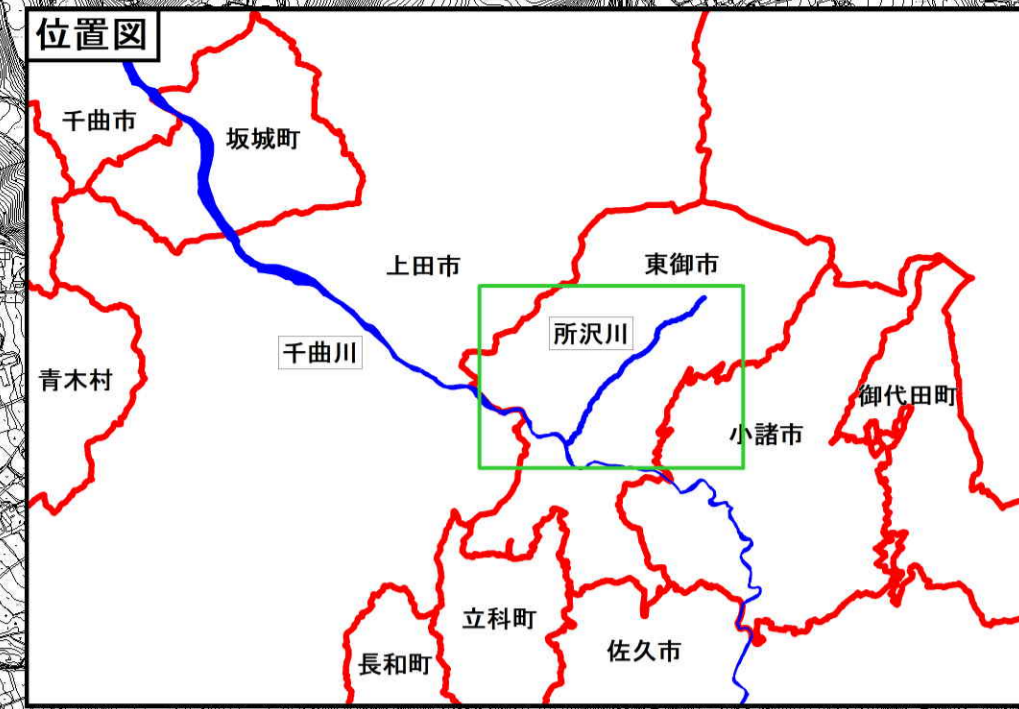 位置図
千曲市
坂城町
上田市
東御市
所沢川
千曲川
青木村
御代田町
小諸市
立科町
佐久市
長和町